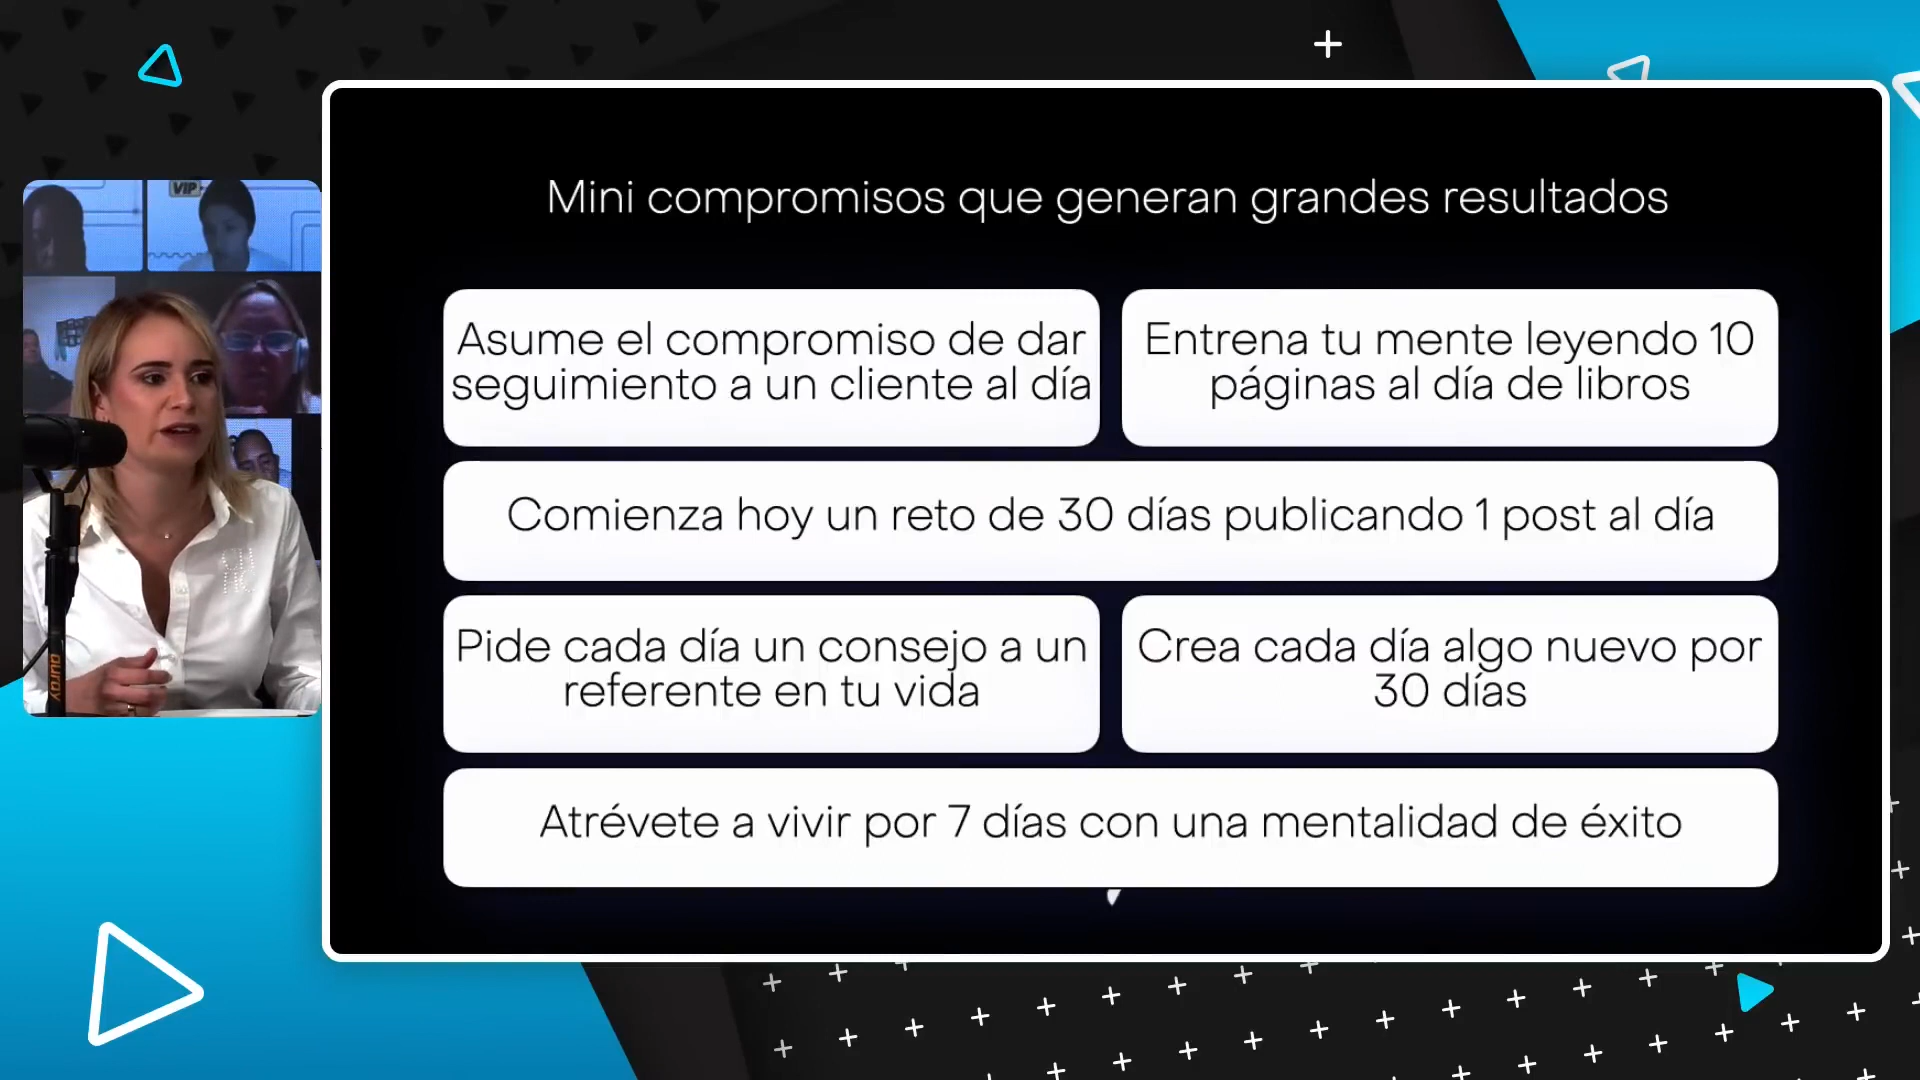 VIP
Mini compromisos que generan grandes resultados
Asume el compromiso de dar
seguimiento a un cliente al día
Entrena tu mente leyendo 10
páginas al día de libros
Comienza hoy un reto de 30 días publicando 1 post al día
Pide cada día un consejo a un
referente en tu vida
Crea cada día algo nuevo por
30 días
Atrévete a vivir por 7 días con una mentalidad de éxito